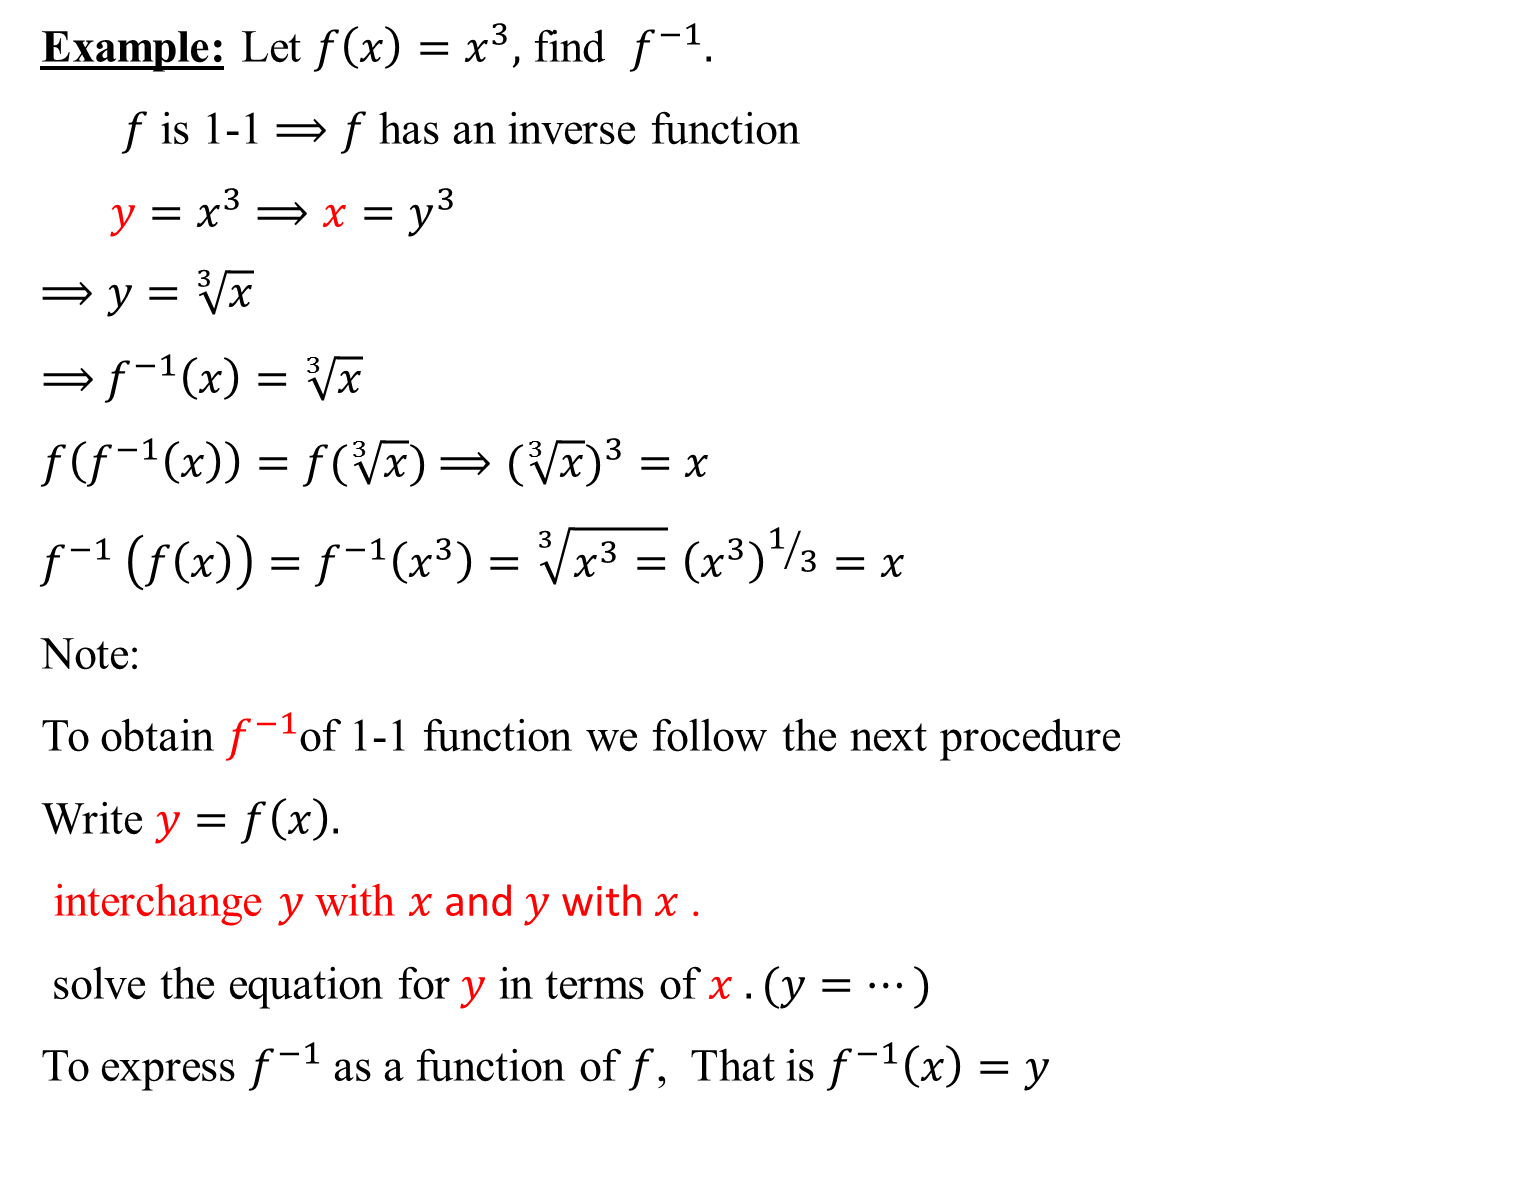 Example: Let f(x) = x³, find f⁻¹.
f is 1-1 ⟹ f has an inverse function
y = x³ ⟹ x = y³
⟹ y = ∛x
⟹ f⁻¹(x) = ∛x
f(f⁻¹(x)) = f(∛x) ⟹ (∛x)³ = x
f⁻¹(f(x)) = f⁻¹(x³) = ∛(x³ =) (x³)^(1/3) = x
Note:
To obtain f⁻¹of 1-1 function we follow the next procedure
Write y = f(x).
interchange y with x and y with x .
solve the equation for y in terms of x . (y = ⋯ )
To express f⁻¹ as a function of f, That is f⁻¹(x) = y